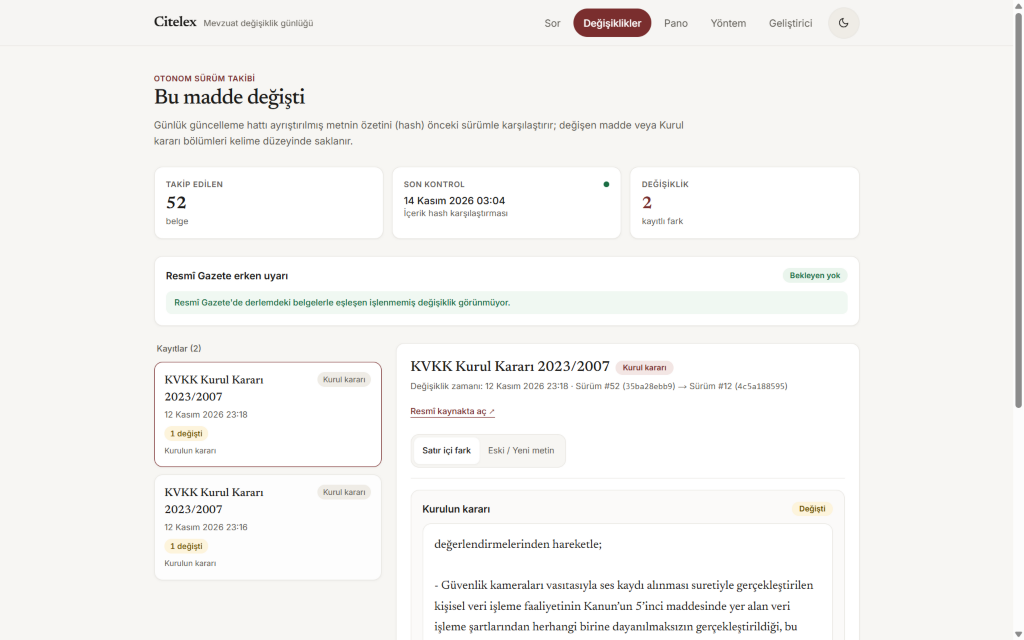 Citelex Mevzuat değişiklik günlüğü
Sor Değişiklikler Pano Yöntem Geliştirici
OTONOM SÜRÜM TAKİBİ
Bu madde değişti
Günlük güncelleme hattı ayrıştırılmış metnin özetini (hash) önceki sürümle karşılaştırır; değişen madde veya Kurul
kararı bölümleri kelime düzeyinde saklanır.
TAKİP EDİLEN
52
belge
SON KONTROL
14 Kasım 2026 03:04
İçerik hash karşılaştırması
DEĞİŞİKLİK
2
kayıtlı fark
Resmî Gazete erken uyarı
Bekleyen yok
Resmî Gazete'de derlemdeki belgelerle eşleşen işlenmemiş değişiklik görünmüyor.
Kayıtlar (2)
KVKK Kurul Kararı
2023/2007
Kurul kararı
12 Kasım 2026 23:18
1 değişti
Kurulun kararı
KVKK Kurul Kararı
2023/2007
Kurul kararı
12 Kasım 2026 23:16
1 değişti
Kurulun kararı
KVKK Kurul Kararı 2023/2007 Kurul kararı
Değişiklik zamanı: 12 Kasım 2026 23:18 · Sürüm #52 (35ba28ebb9) → Sürüm #12 (4c5a188595)
Resmî kaynakta aç ↗
Satır içi fark Eski / Yeni metin
Kurulun kararı
Değişti
değerlendirmelerinden hareketle;
- Güvenlik kameraları vasıtasıyla ses kaydı alınması suretiyle gerçekleştirilen
kişisel veri işleme faaliyetinin Kanun'un 5'inci maddesinde yer alan veri
işleme şartlarından herhangi birine dayanılmaksızın gerçekleştirildiği, bu